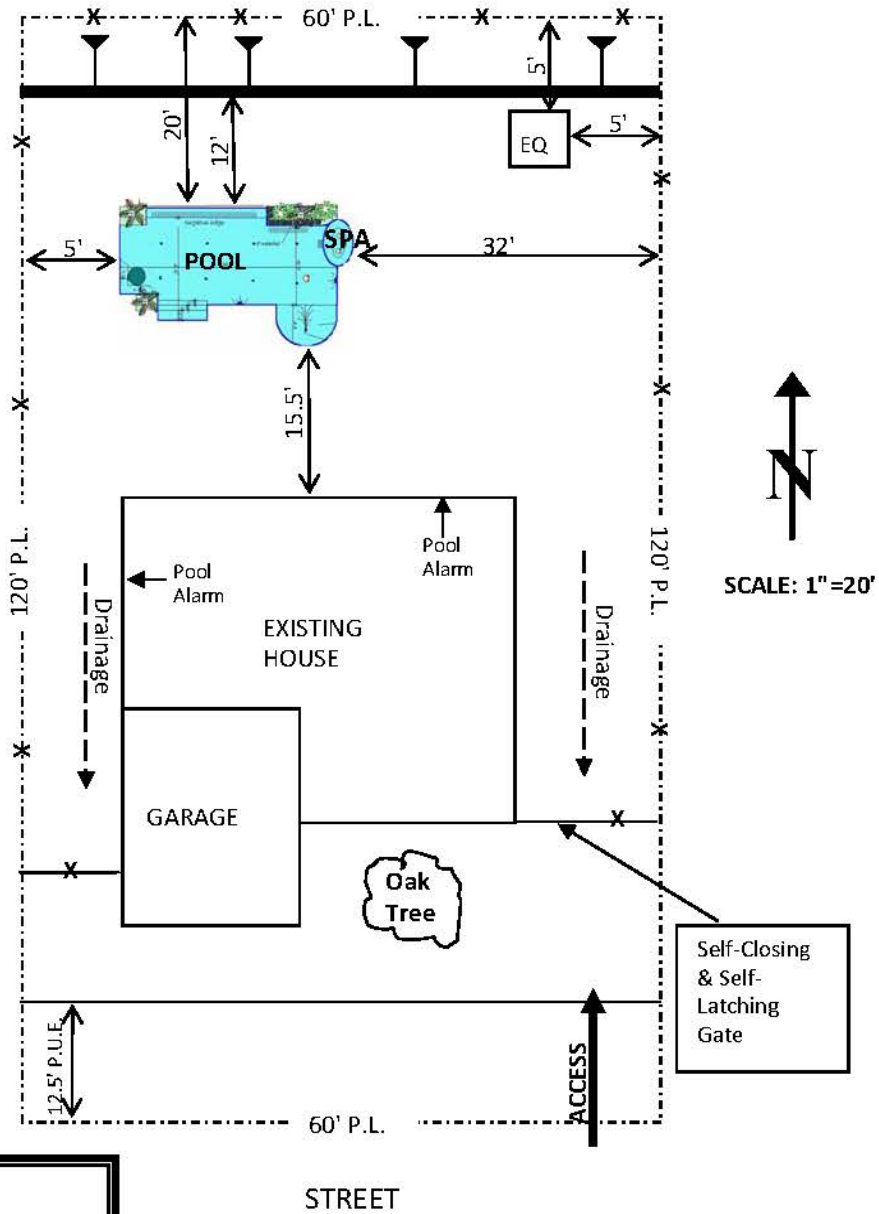 60' P.L.
5'
20'
12'
EQ
5'
5'
POOL
SPA
32'
15.5'
N
SCALE: 1"=20'
120' P.L.
120' P.L.
Pool
Alarm
Pool
Alarm
Drainage
EXISTING
HOUSE
Drainage
GARAGE
Oak
Tree
Self-Closing
& Self-
Latching
Gate
12.5' P.U.E.
ACCESS
60' P.L.
STREET